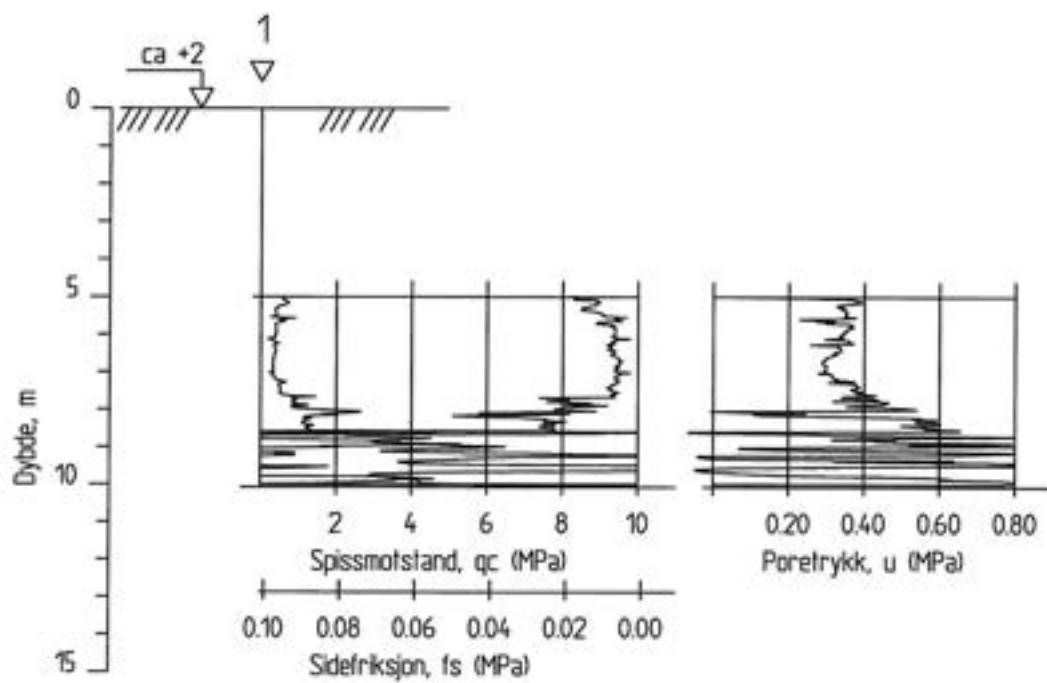 1
ca +2
0
5
10
15
Dybde, m
2 4 6 8 10
Spissmotstand, qc (MPa)
0.10 0.08 0.06 0.04 0.02 0.00
Sidefriksjon, fs (MPa)
0.20 0.40 0.60 0.80
Poretrykk, u (MPa)